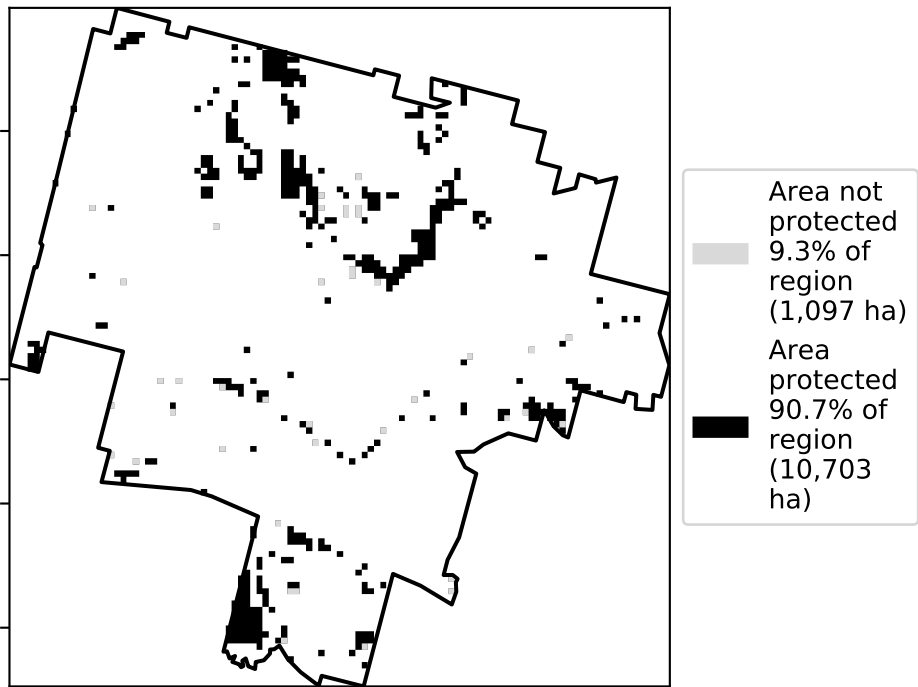 Area not
protected
9.3% of
region
(1,097 ha)
Area
protected
90.7% of
region
(10,703
ha)